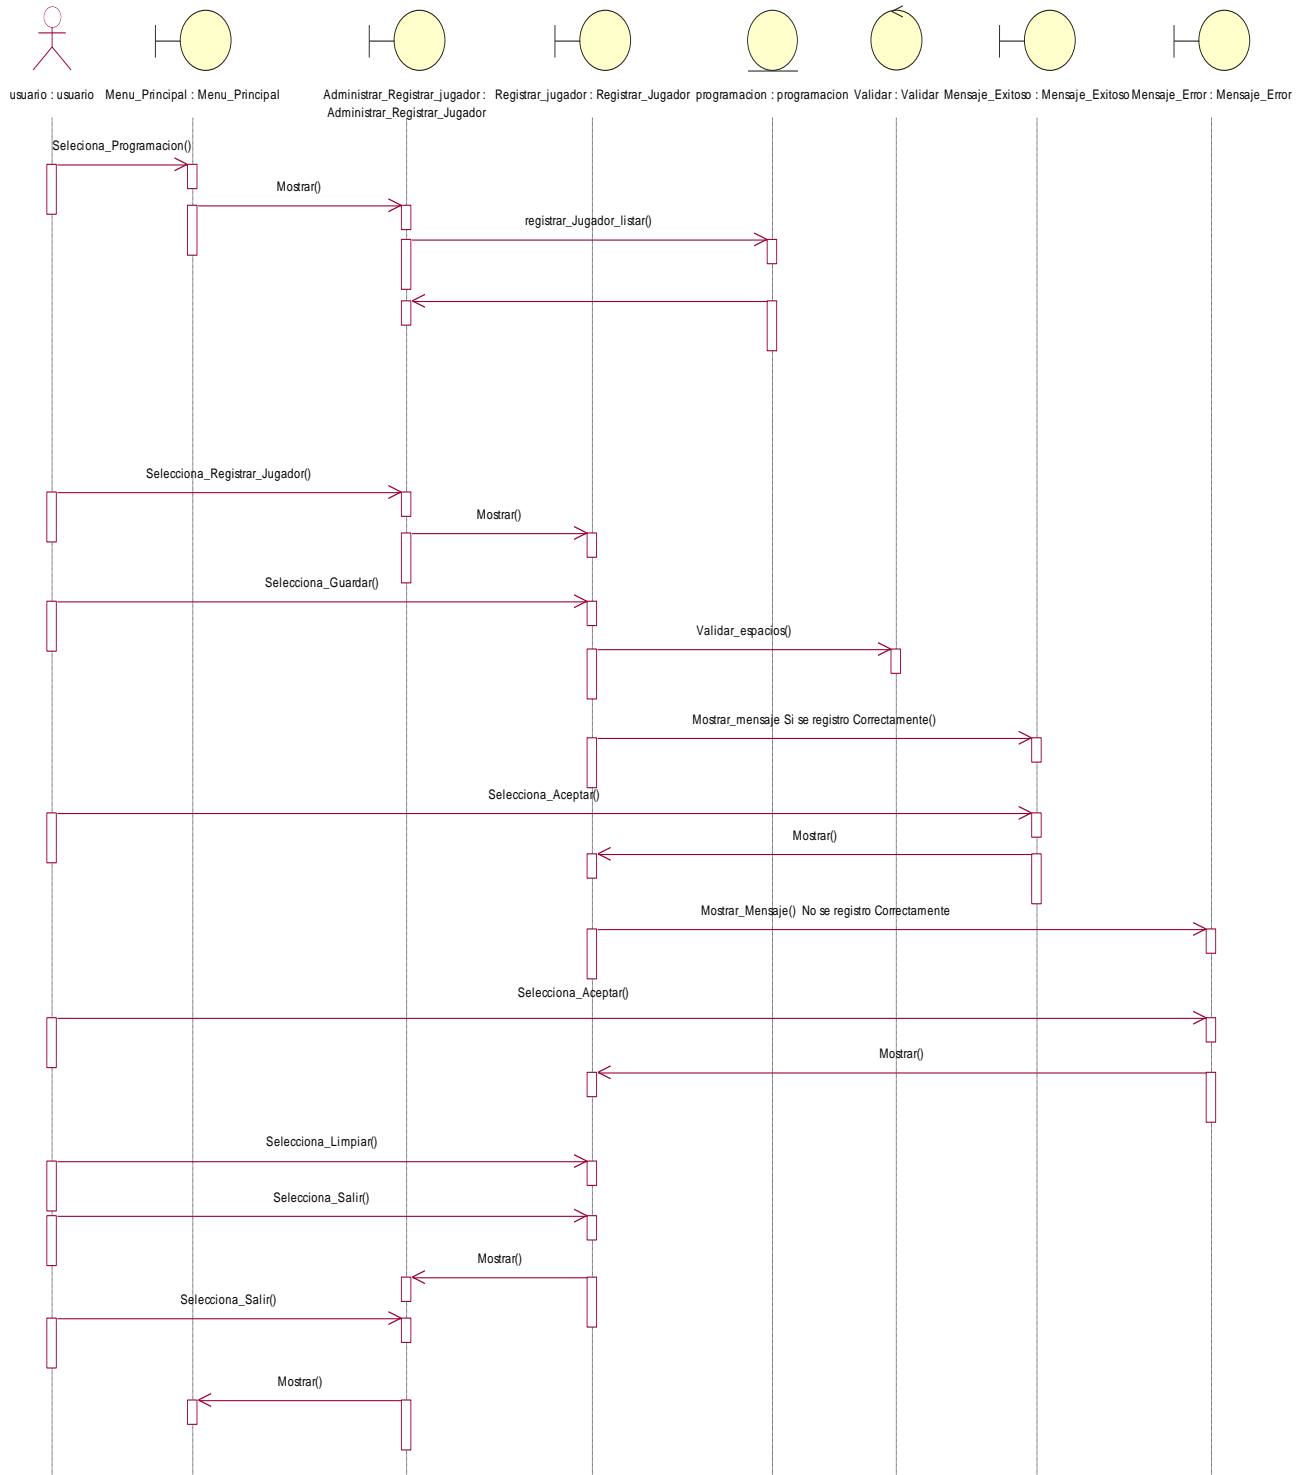 usuario : usuario
Menu_Principal : Menu_Principal
Administrar_Registrar_jugador :
Administrar_Registrar_Jugador
Registrar_jugador : Registrar_Jugador
programacion : programacion
Validar : Validar
Mensaje_Exitoso : Mensaje_Exitoso
Mensaje_Error : Mensaje_Error
Seleciona_Programacion()
Mostrar()
registrar_Jugador_listar()
Selecciona_Registrar_Jugador()
Mostrar()
Selecciona_Guardar()
Validar_espacios()
Mostrar_mensaje Si se registro Correctamente()
Selecciona_Aceptar()
Mostrar()
Mostrar_Mensaje() No se registro Correctamente
Selecciona_Aceptar()
Mostrar()
Selecciona_Limpiar()
Selecciona_Salir()
Mostrar()
Selecciona_Salir()
Mostrar()